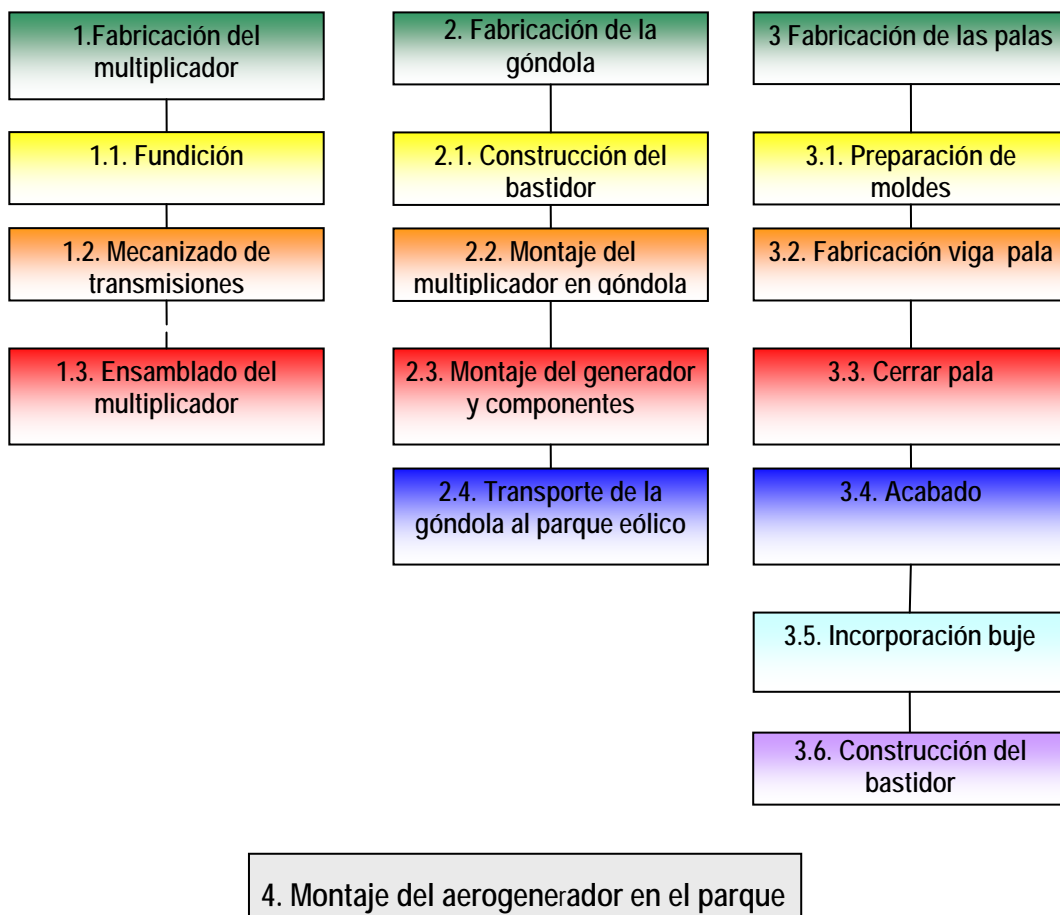 1.Fabricación del
multiplicador
1.1. Fundición
1.2. Mecanizado de
transmisiones
1.3. Ensamblado del
multiplicador
2. Fabricación de la
góndola
2.1. Construcción del
bastidor
2.2. Montaje del
multiplicador en góndola
2.3. Montaje del generador
y componentes
2.4. Transporte de la
góndola al parque eólico
3 Fabricación de las palas
3.1. Preparación de
moldes
3.2. Fabricación viga pala
3.3. Cerrar pala
3.4. Acabado
3.5. Incorporación buje
3.6. Construcción del
bastidor
4. Montaje del aerogenerador en el parque